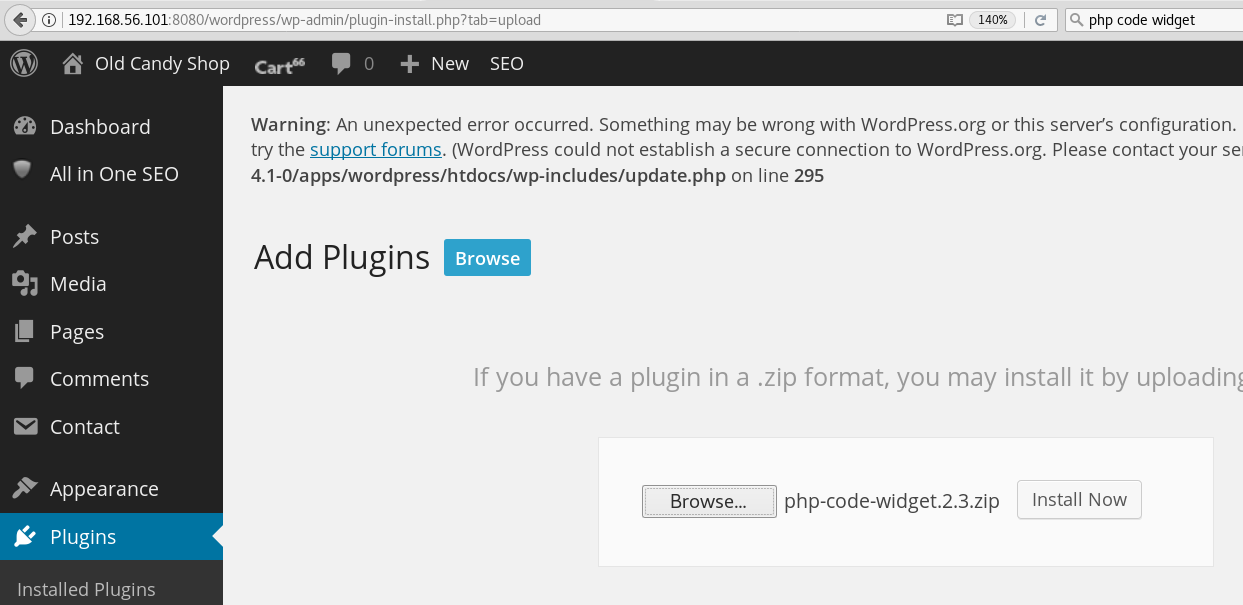 192.168.56.101:8080/wordpress/wp-admin/plugin-install.php?tab=upload 140% php code widget
Old Candy Shop Cart66 0 New SEO
Warning: An unexpected error occurred. Something may be wrong with WordPress.org or this server’s configuration.
try the support forums. (WordPress could not establish a secure connection to WordPress.org. Please contact your
4.1-0/apps/wordpress/htdocs/wp-includes/update.php on line 295
Dashboard
All in One SEO
Posts
Media
Pages
Comments
Contact
Appearance
Plugins
Installed Plugins
Add Plugins Browse
If you have a plugin in a .zip format, you may install it by uploading
Browse... php-code-widget.2.3.zip Install Now